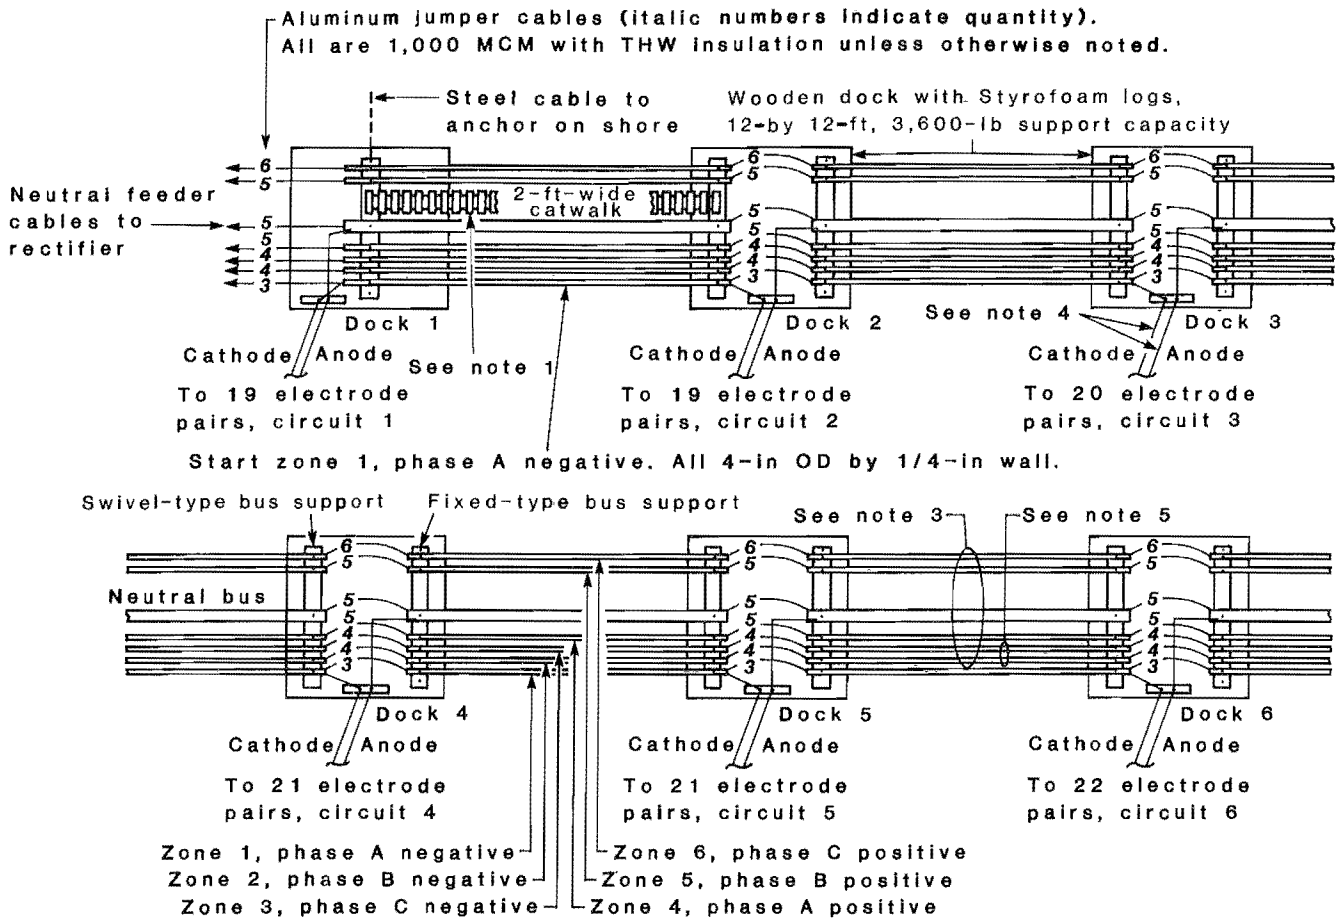 Aluminum jumper cables (italic numbers indicate quantity).
All are 1,000 MCM with THW insulation unless otherwise noted.
Steel cable to
anchor on shore
Wooden dock with Styrofoam logs,
12-by 12-ft, 3,600-lb support capacity
Neutral feeder
cables to
rectifier
6
5
5
5
4
4
3
2-ft-wide
catwalk
6
5
5
5
4
4
3
6
5
5
5
4
4
3
Dock 1
Dock 2
See note 4
Dock 3
Cathode Anode
See note 1
Cathode Anode
Cathode Anode
To 19 electrode
pairs, circuit 1
To 19 electrode
pairs, circuit 2
To 20 electrode
pairs, circuit 3
Start zone 1, phase A negative. All 4-in OD by 1/4-in wall.
Swivel-type bus support
Fixed-type bus support
See note 3
See note 5
Neutral bus
6
5
5
5
4
4
3
6
5
5
5
4
4
3
6
5
5
5
4
4
3
Dock 4
Dock 5
Dock 6
Cathode Anode
Cathode Anode
Cathode Anode
To 21 electrode
pairs, circuit 4
To 21 electrode
pairs, circuit 5
To 22 electrode
pairs, circuit 6
Zone 1, phase A negative
Zone 2, phase B negative
Zone 3, phase C negative
Zone 6, phase C positive
Zone 5, phase B positive
Zone 4, phase A positive